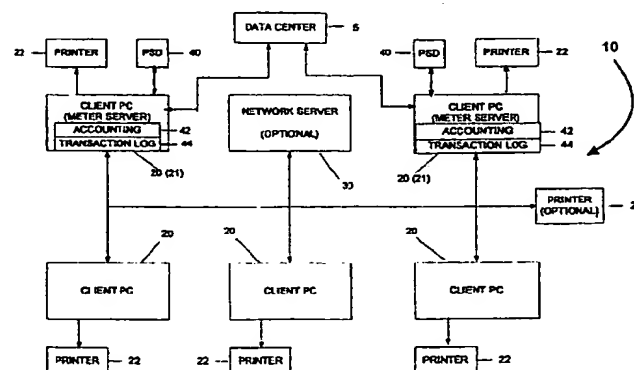 DATA CENTER
5
22
PRINTER
PSD
40
40
PSD
PRINTER
22
10
CLIENT PC
(METER SERVER)
ACCOUNTING
42
TRANSACTION LOG
44
20 (21)
NETWORK SERVER
(OPTIONAL)
30
CLIENT PC
(METER SERVER)
ACCOUNTING
42
TRANSACTION LOG
44
20 (21)
PRINTER
(OPTIONAL)
20
CLIENT PC
20
CLIENT PC
20
CLIENT PC
PRINTER
22
22
PRINTER
PRINTER
22